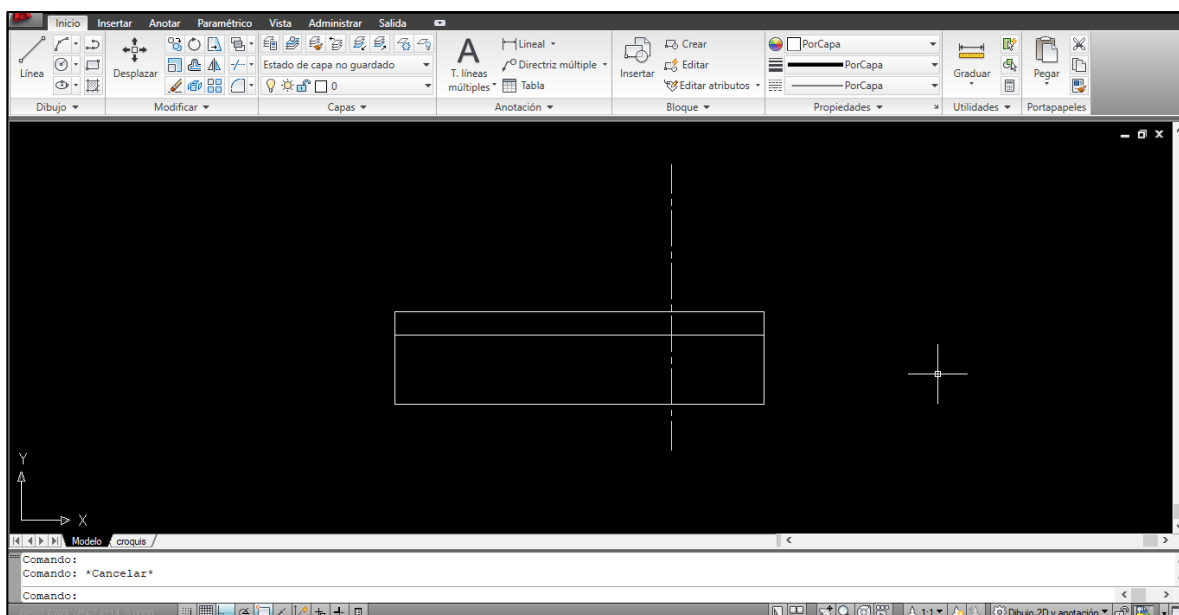 Inicio Insertar Anotar Paramétrico Vista Administrar Salida
Línea
Dibujo
Desplazar
Modificar
Estado de capa no guardado
0
Capas
A
T. líneas
múltiples
Lineal
Directriz múltiple
Tabla
Anotación
Insertar
Crear
Editar
Editar atributos
Bloque
PorCapa
PorCapa
PorCapa
Propiedades
Graduar
Utilidades
Pegar
Portapapeles
Y
X
Modelo croquis
Comando:
Comando: *Cancelar*
Comando:
1:1 Dibujo 2D y anotación